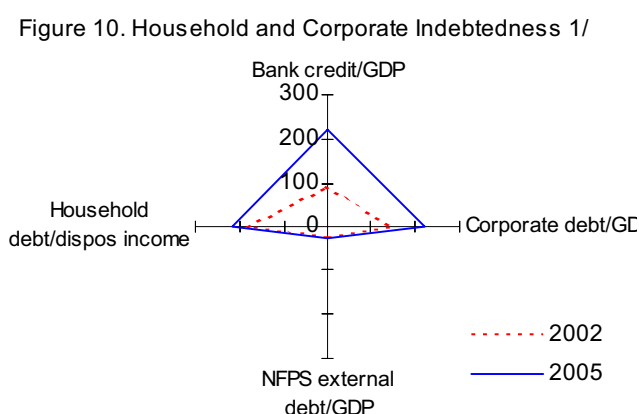 Figure 10. Household and Corporate Indebtedness 1/
Bank credit/GDP
300
200
100
0
Household
debt/dispos income
Corporate debt/GD
NFPS external
debt/GDP
2002
2005